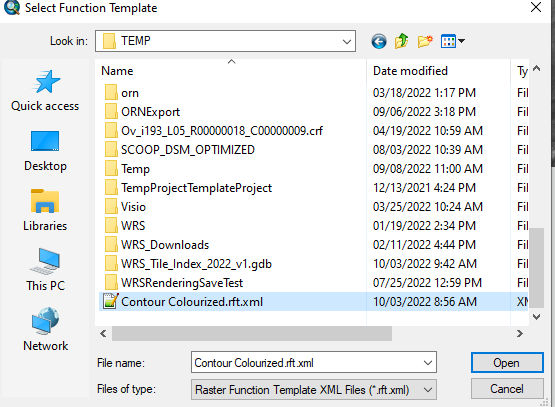 Select Function Template
Look in: TEMP
Name Date modified Ty
orn 03/18/2022 1:17 PM Fil
ORNExport 09/06/2022 3:18 PM Fil
Ov_i193_L05_R00000018_C00000009.crf 04/19/2022 10:59 AM Fil
SCOOP_DSM_OPTIMIZED 08/03/2022 10:39 AM Fil
Temp 09/08/2022 11:00 AM Fil
TempProjectTemplateProject 12/13/2021 4:24 PM Fil
Visio 03/25/2022 10:24 AM Fil
WRS 01/19/2022 2:34 PM Fil
WRS_Downloads 02/11/2022 4:44 PM Fil
WRS_Tile_Index_2022_v1.gdb 10/03/2022 9:42 AM Fil
WRSRenderingSaveTest 07/25/2022 12:59 PM Fil
Contour Colourized.rft.xml 10/03/2022 8:56 AM XM
Quick access
Desktop
Libraries
This PC
Network
File name: Contour Colourized.rft.xml Open
Files of type: Raster Function Template XML Files (*.rft.xml) Cancel